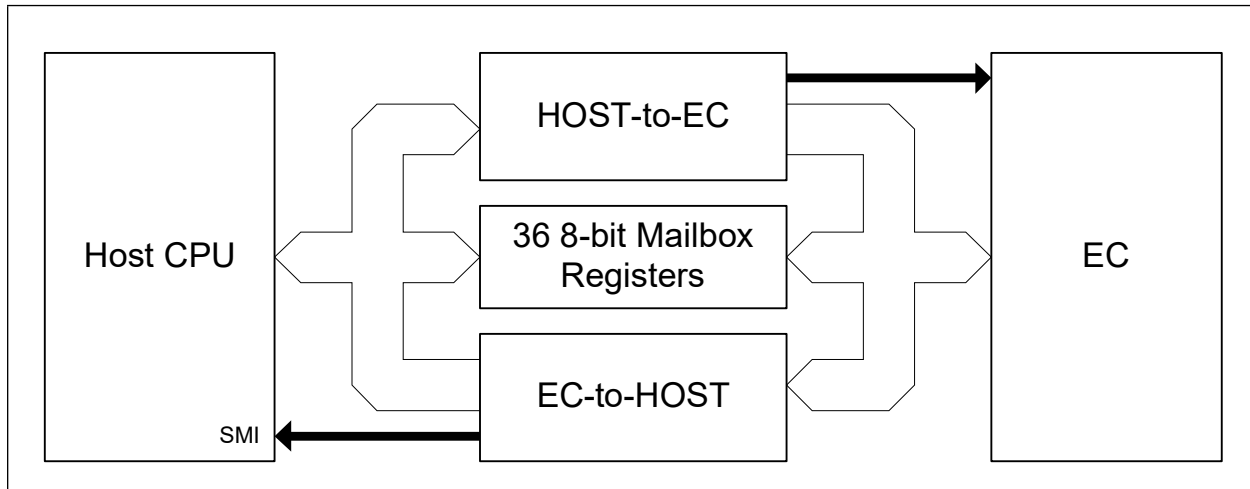 HOST-to-EC
Host CPU
36 8-bit Mailbox
Registers
EC
EC-to-HOST
SMI